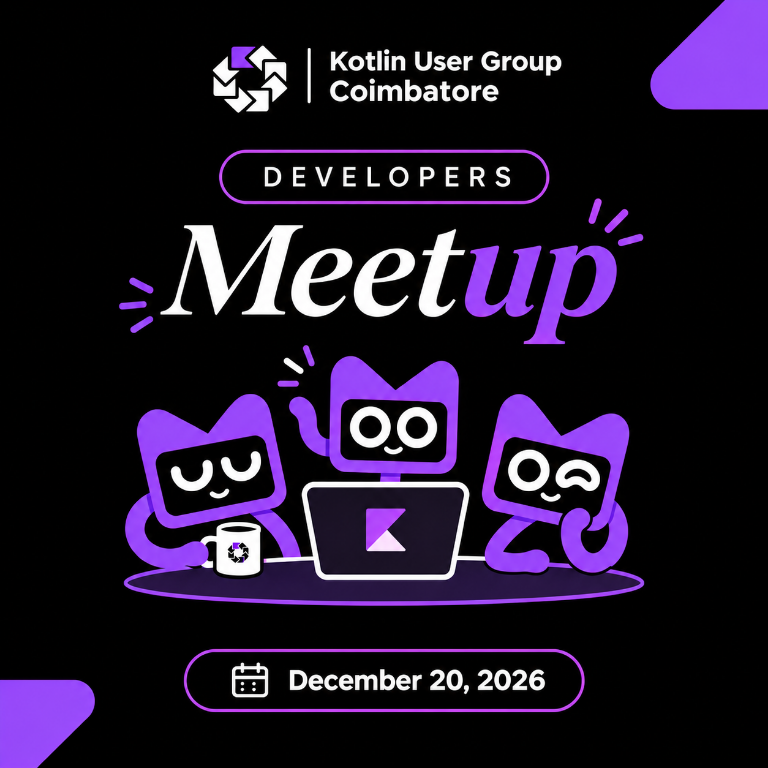 Kotlin User Group
Coimbatore
DEVELOPERS
Meetup
December 20, 2026